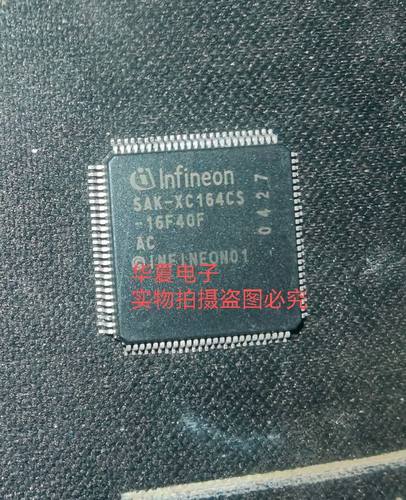 Infineon
SAK-XC164CS
-16F40F
AC
©INFINEON01
0427
华夏电子
实物拍摄盗图必究